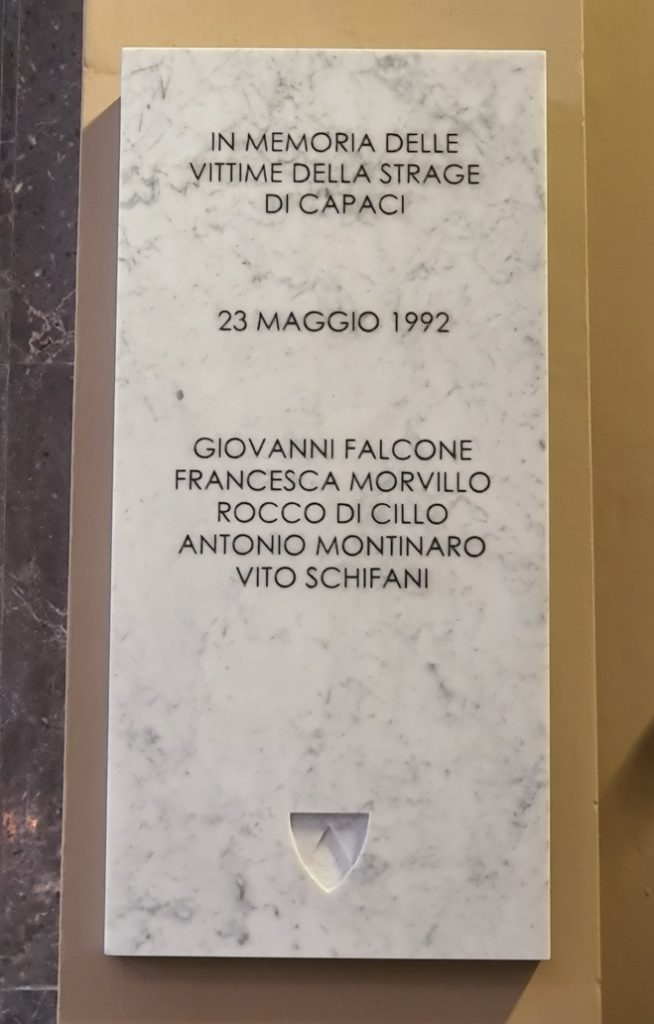 IN MEMORIA DELLE
VITTIME DELLA STRAGE
DI CAPACI
23 MAGGIO 1992
GIOVANNI FALCONE
FRANCESCA MORVILLO
ROCCO DI CILLO
ANTONIO MONTINARO
VITO SCHIFANI